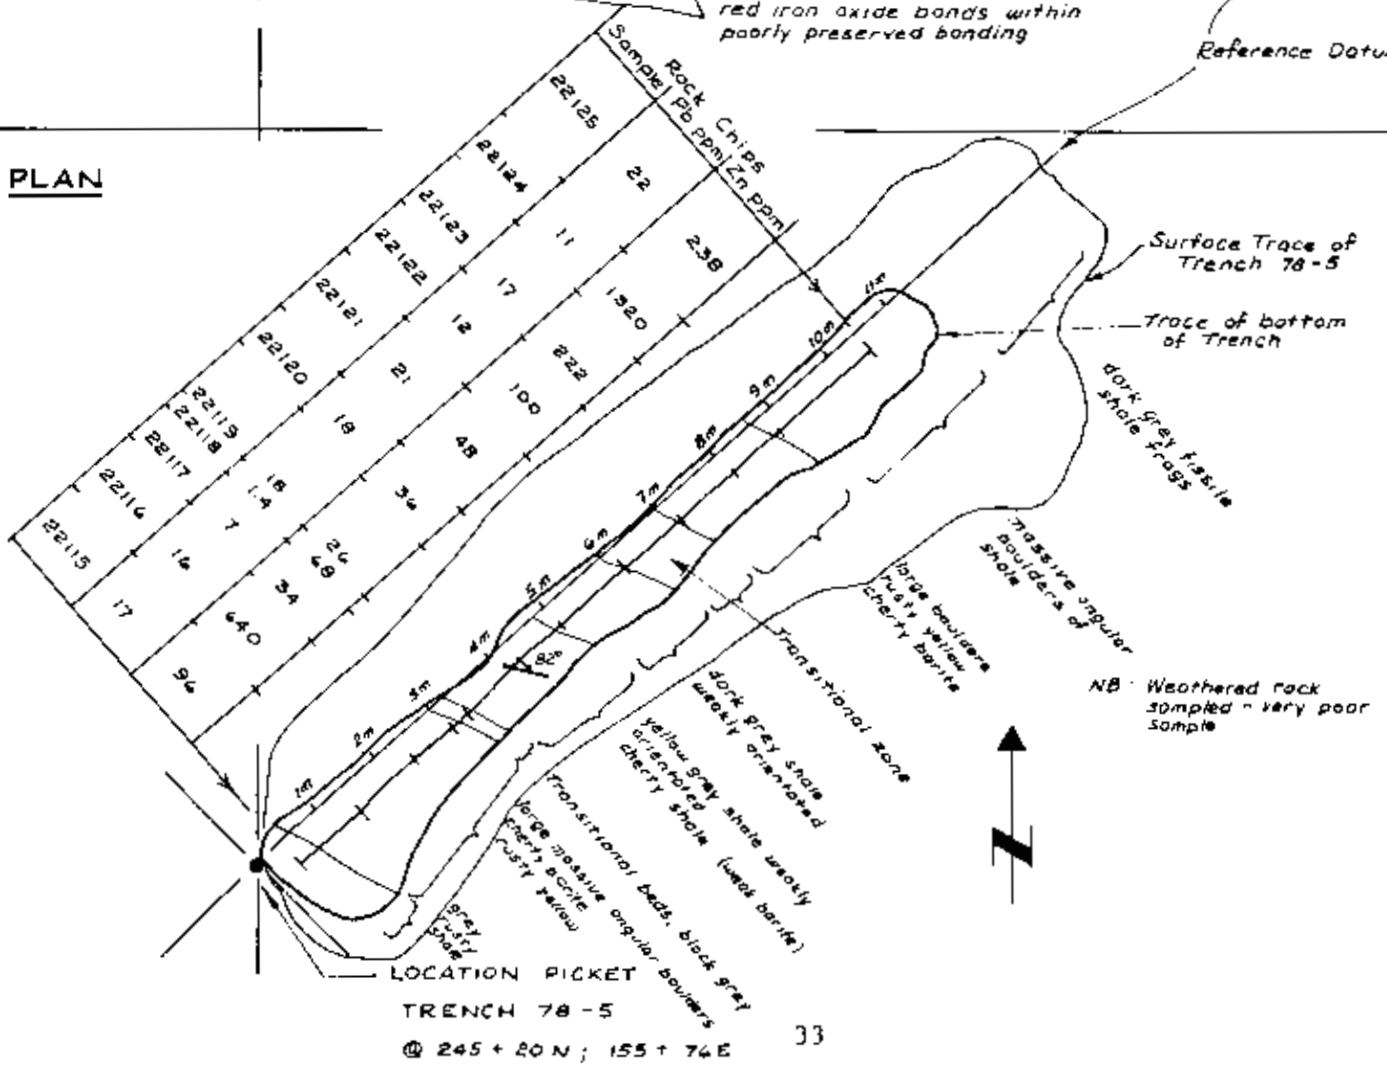 red iron oxide bands within
poorly preserved banding
Reference Datu
PLAN
Rock Chips
Sample
Pb ppm
Zn ppm
22125
22
238
22124
11
1320
22123
17
222
22122
12
100
22121
21
48
22120
18
36
22119
18
26
22118
14
68
22117
7
34
22116
16
640
22115
17
96
1m
2m
3m
4m
5m
6m
7m
8m
9m
10m
11m
82°
Surface Trace of
Trench 78-5
Trace of bottom
of Trench
dark grey fissile
shale frags
massive angular
boulders of
shale
large boulders
rusty yellow
cherty barite
Transitional zone
dark grey shale
weakly orientated
yellow grey shale weakly
orientated
cherty shale (weak barite)
Transitional beds, black grey
large massive angular boulders
cherty barite
rusty yellow
grey
rusty
shale
NB: Weathered rock
sampled - very poor
sample
N
LOCATION PICKET
TRENCH 78-5
@ 245 + 20 N; 155 + 76 E
33